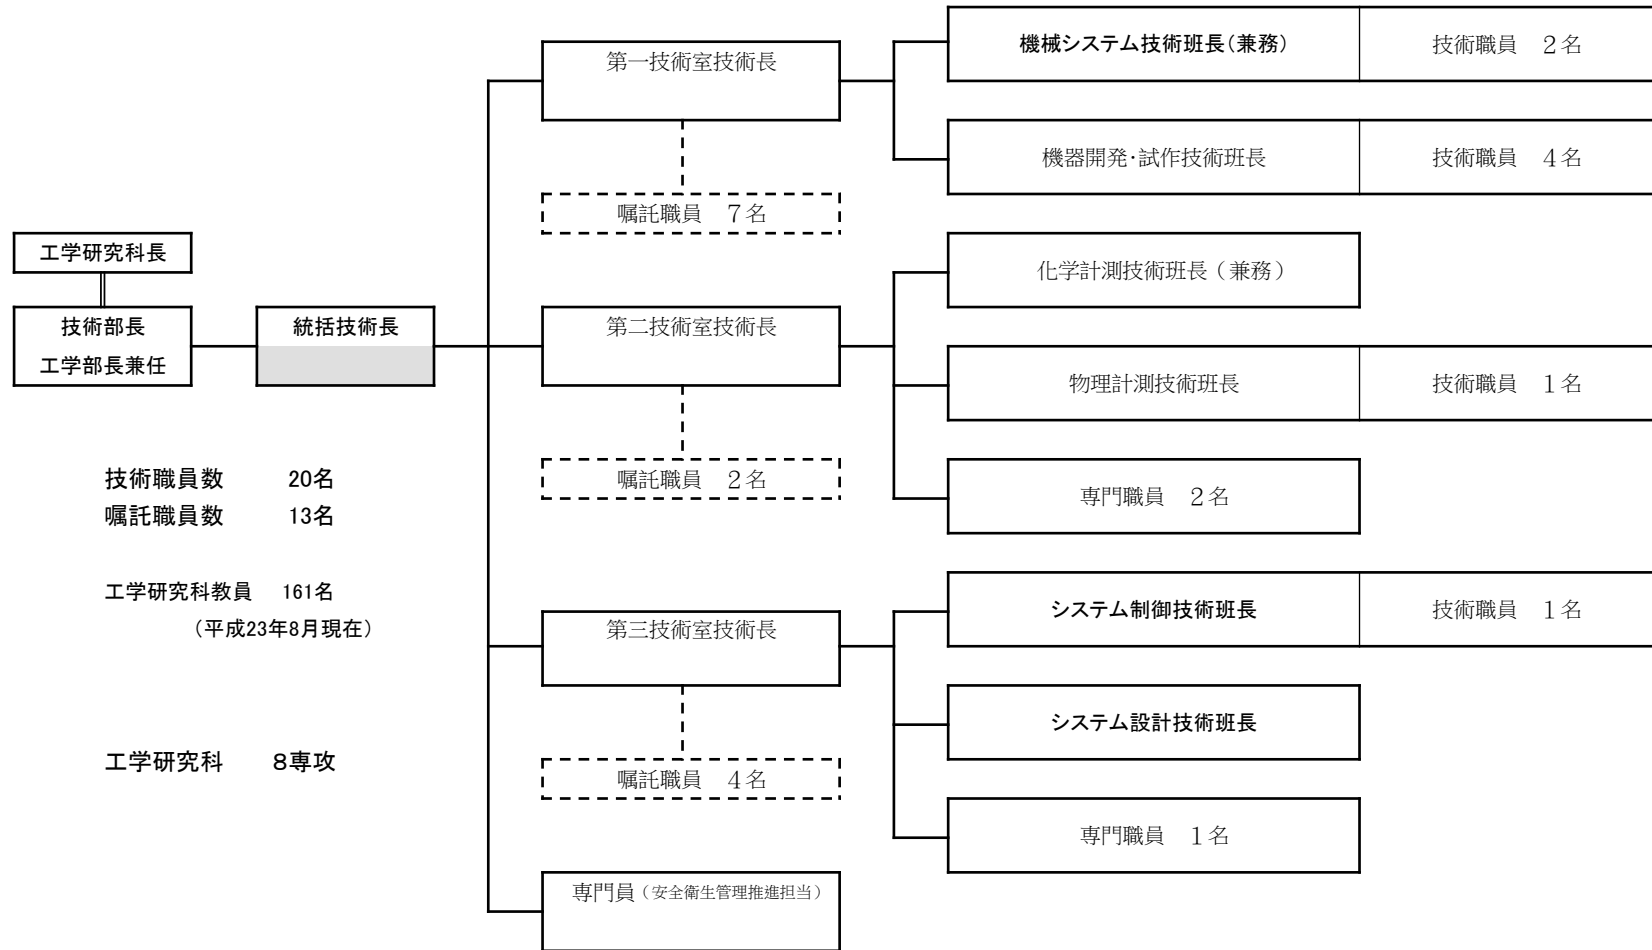 工学研究科長
技術部長
工学部長兼任
統括技術長
技術職員数　20名
嘱託職員数　13名
工学研究科教員　161名
（平成23年8月現在）
工学研究科　8専攻
第一技術室技術長
嘱託職員　７名
第二技術室技術長
嘱託職員　２名
第三技術室技術長
嘱託職員　４名
専門員（安全衛生管理推進担当）
機械システム技術班長(兼務)　技術職員　２名
機器開発・試作技術班長　技術職員　４名
化学計測技術班長（兼務）
物理計測技術班長　技術職員　１名
専門職員　２名
システム制御技術班長　技術職員　１名
システム設計技術班長
専門職員　１名